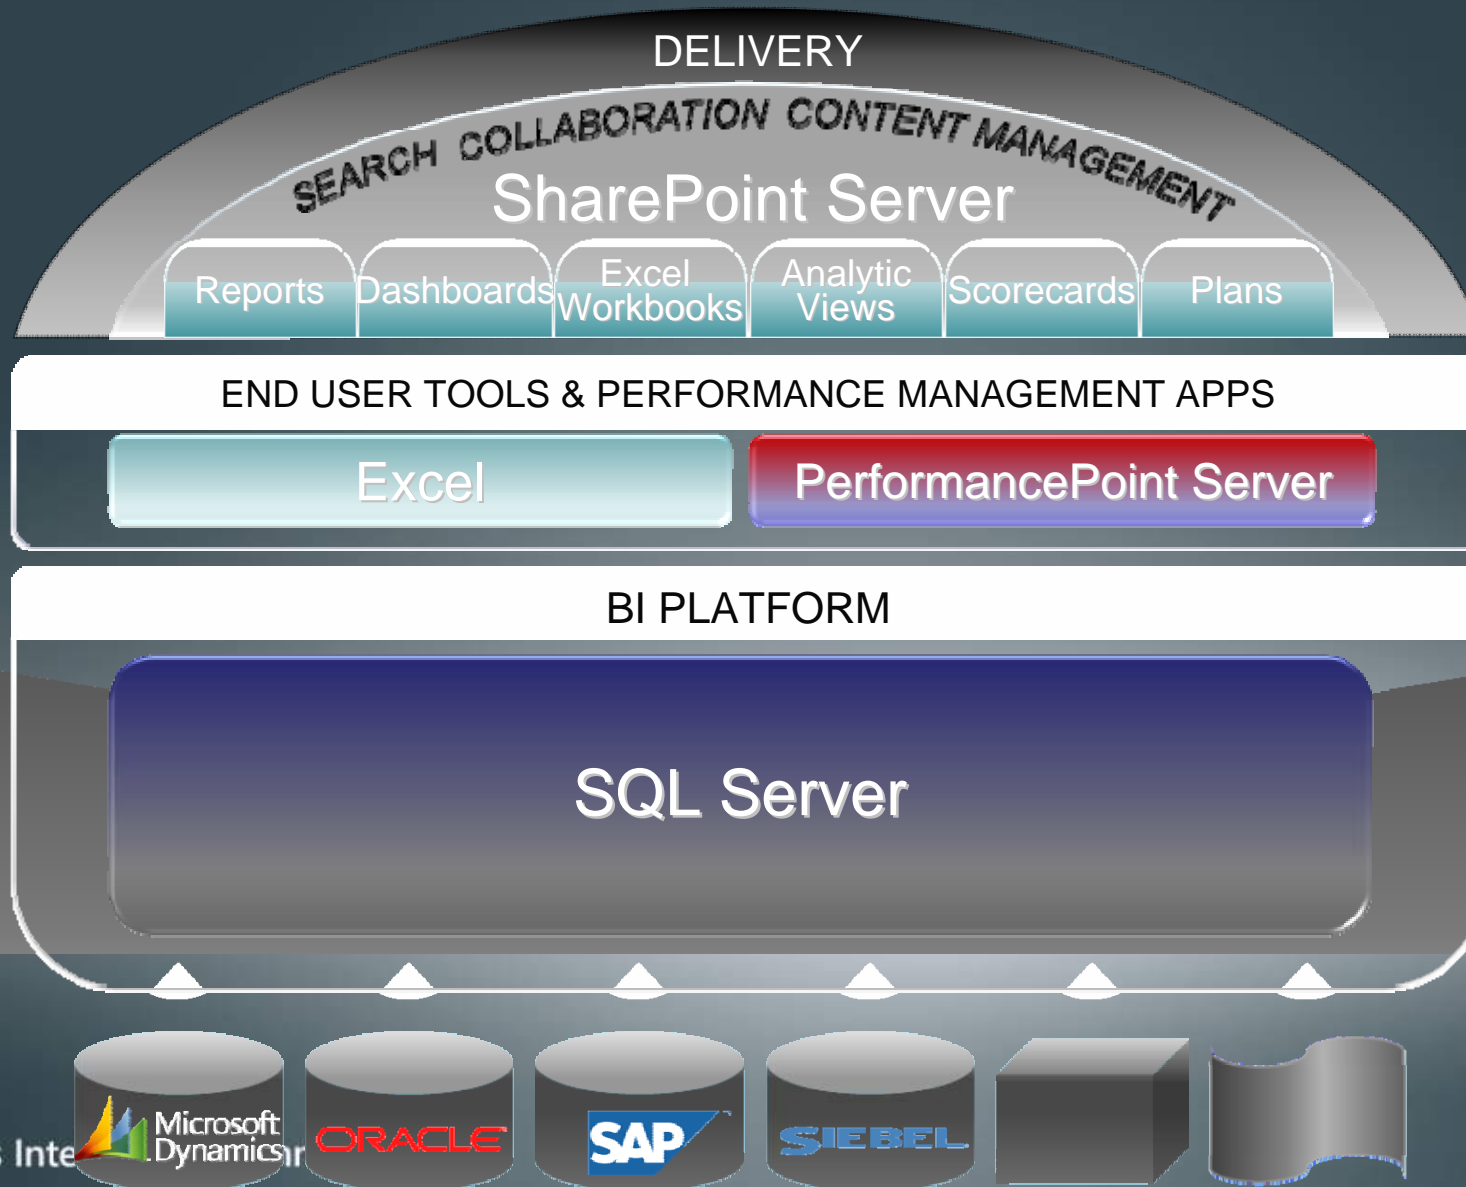 DELIVERY
SEARCH COLLABORATION CONTENT MANAGEMENT
SharePoint Server
Reports
Dashboards
Excel
Workbooks
Analytic
Views
Scorecards
Plans
END USER TOOLS & PERFORMANCE MANAGEMENT APPS
Excel
PerformancePoint Server
BI PLATFORM
SQL Server
Microsoft
Dynamics
ORACLE
SAP
SIEBEL